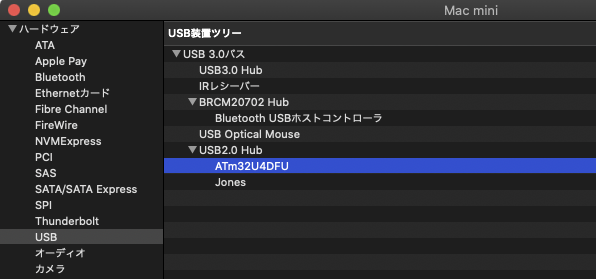 Mac mini
ハードウェア
ATA
Apple Pay
Bluetooth
Ethernetカード
Fibre Channel
FireWire
NVMExpress
PCI
SAS
SATA/SATA Express
SPI
Thunderbolt
USB
オーディオ
カメラ
USB装置ツリー
USB 3.0バス
USB3.0 Hub
IRレシーバー
BRCM20702 Hub
Bluetooth USBホストコントローラ
USB Optical Mouse
USB2.0 Hub
ATm32U4DFU
Jones